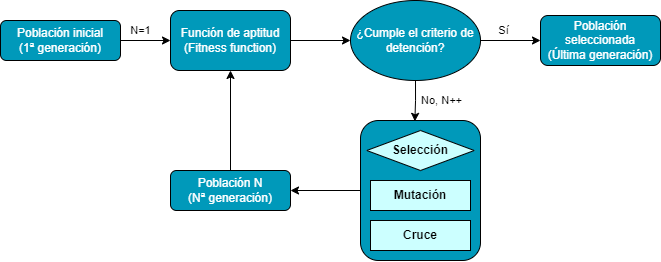 Población inicial
(1ª generación)
N=1
Función de aptitud
(Fitness function)
¿Cumple el criterio de
detención?
Sí
Población
seleccionada
(Última generación)
No, N++
Selección
Mutación
Cruce
Población N
(Nª generación)